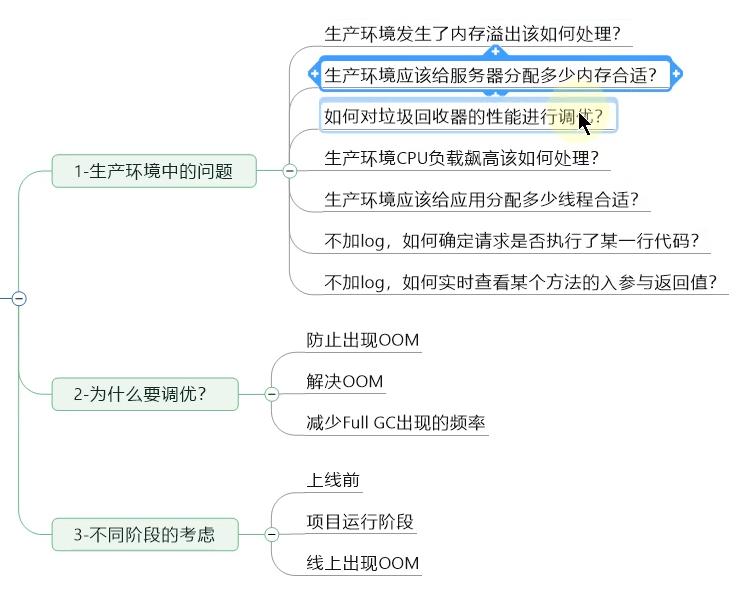 1-生产环境中的问题
生产环境发生了内存溢出该如何处理？
生产环境应该给服务器分配多少内存合适？
如何对垃圾回收器的性能进行调优？
生产环境CPU负载飙高该如何处理？
生产环境应该给应用分配多少线程合适？
不加log，如何确定请求是否执行了某一行代码？
不加log，如何实时查看某个方法的入参与返回值？
2-为什么要调优？
防止出现OOM
解决OOM
减少Full GC出现的频率
3-不同阶段的考虑
上线前
项目运行阶段
线上出现OOM